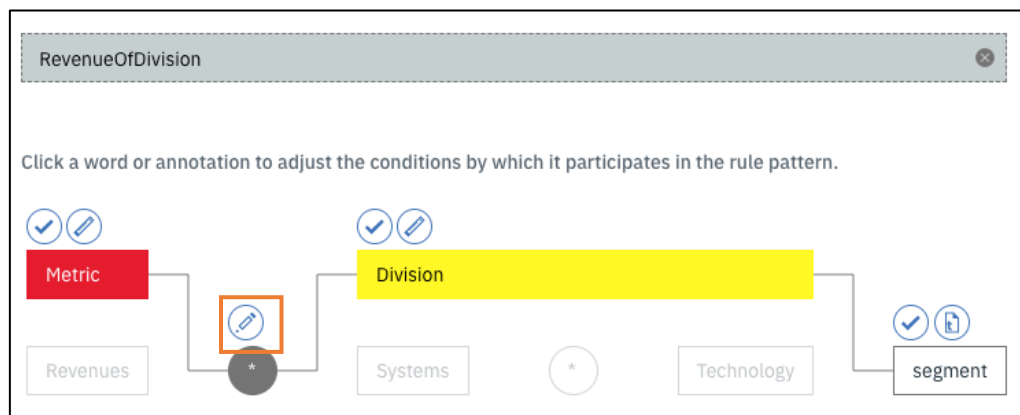 RevenueOfDivision
Click a word or annotation to adjust the conditions by which it participates in the rule pattern.
Metric Division
Revenues * Systems * Technology segment